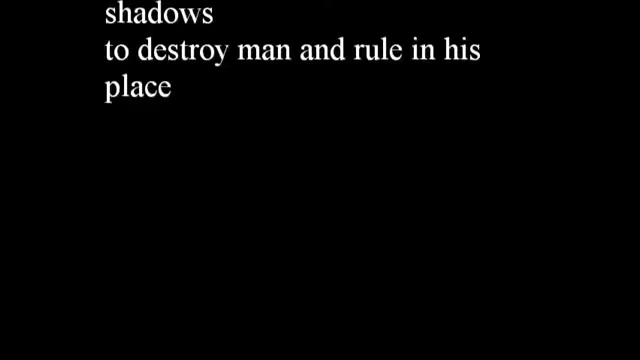 shadows
to destroy man and rule in his
place